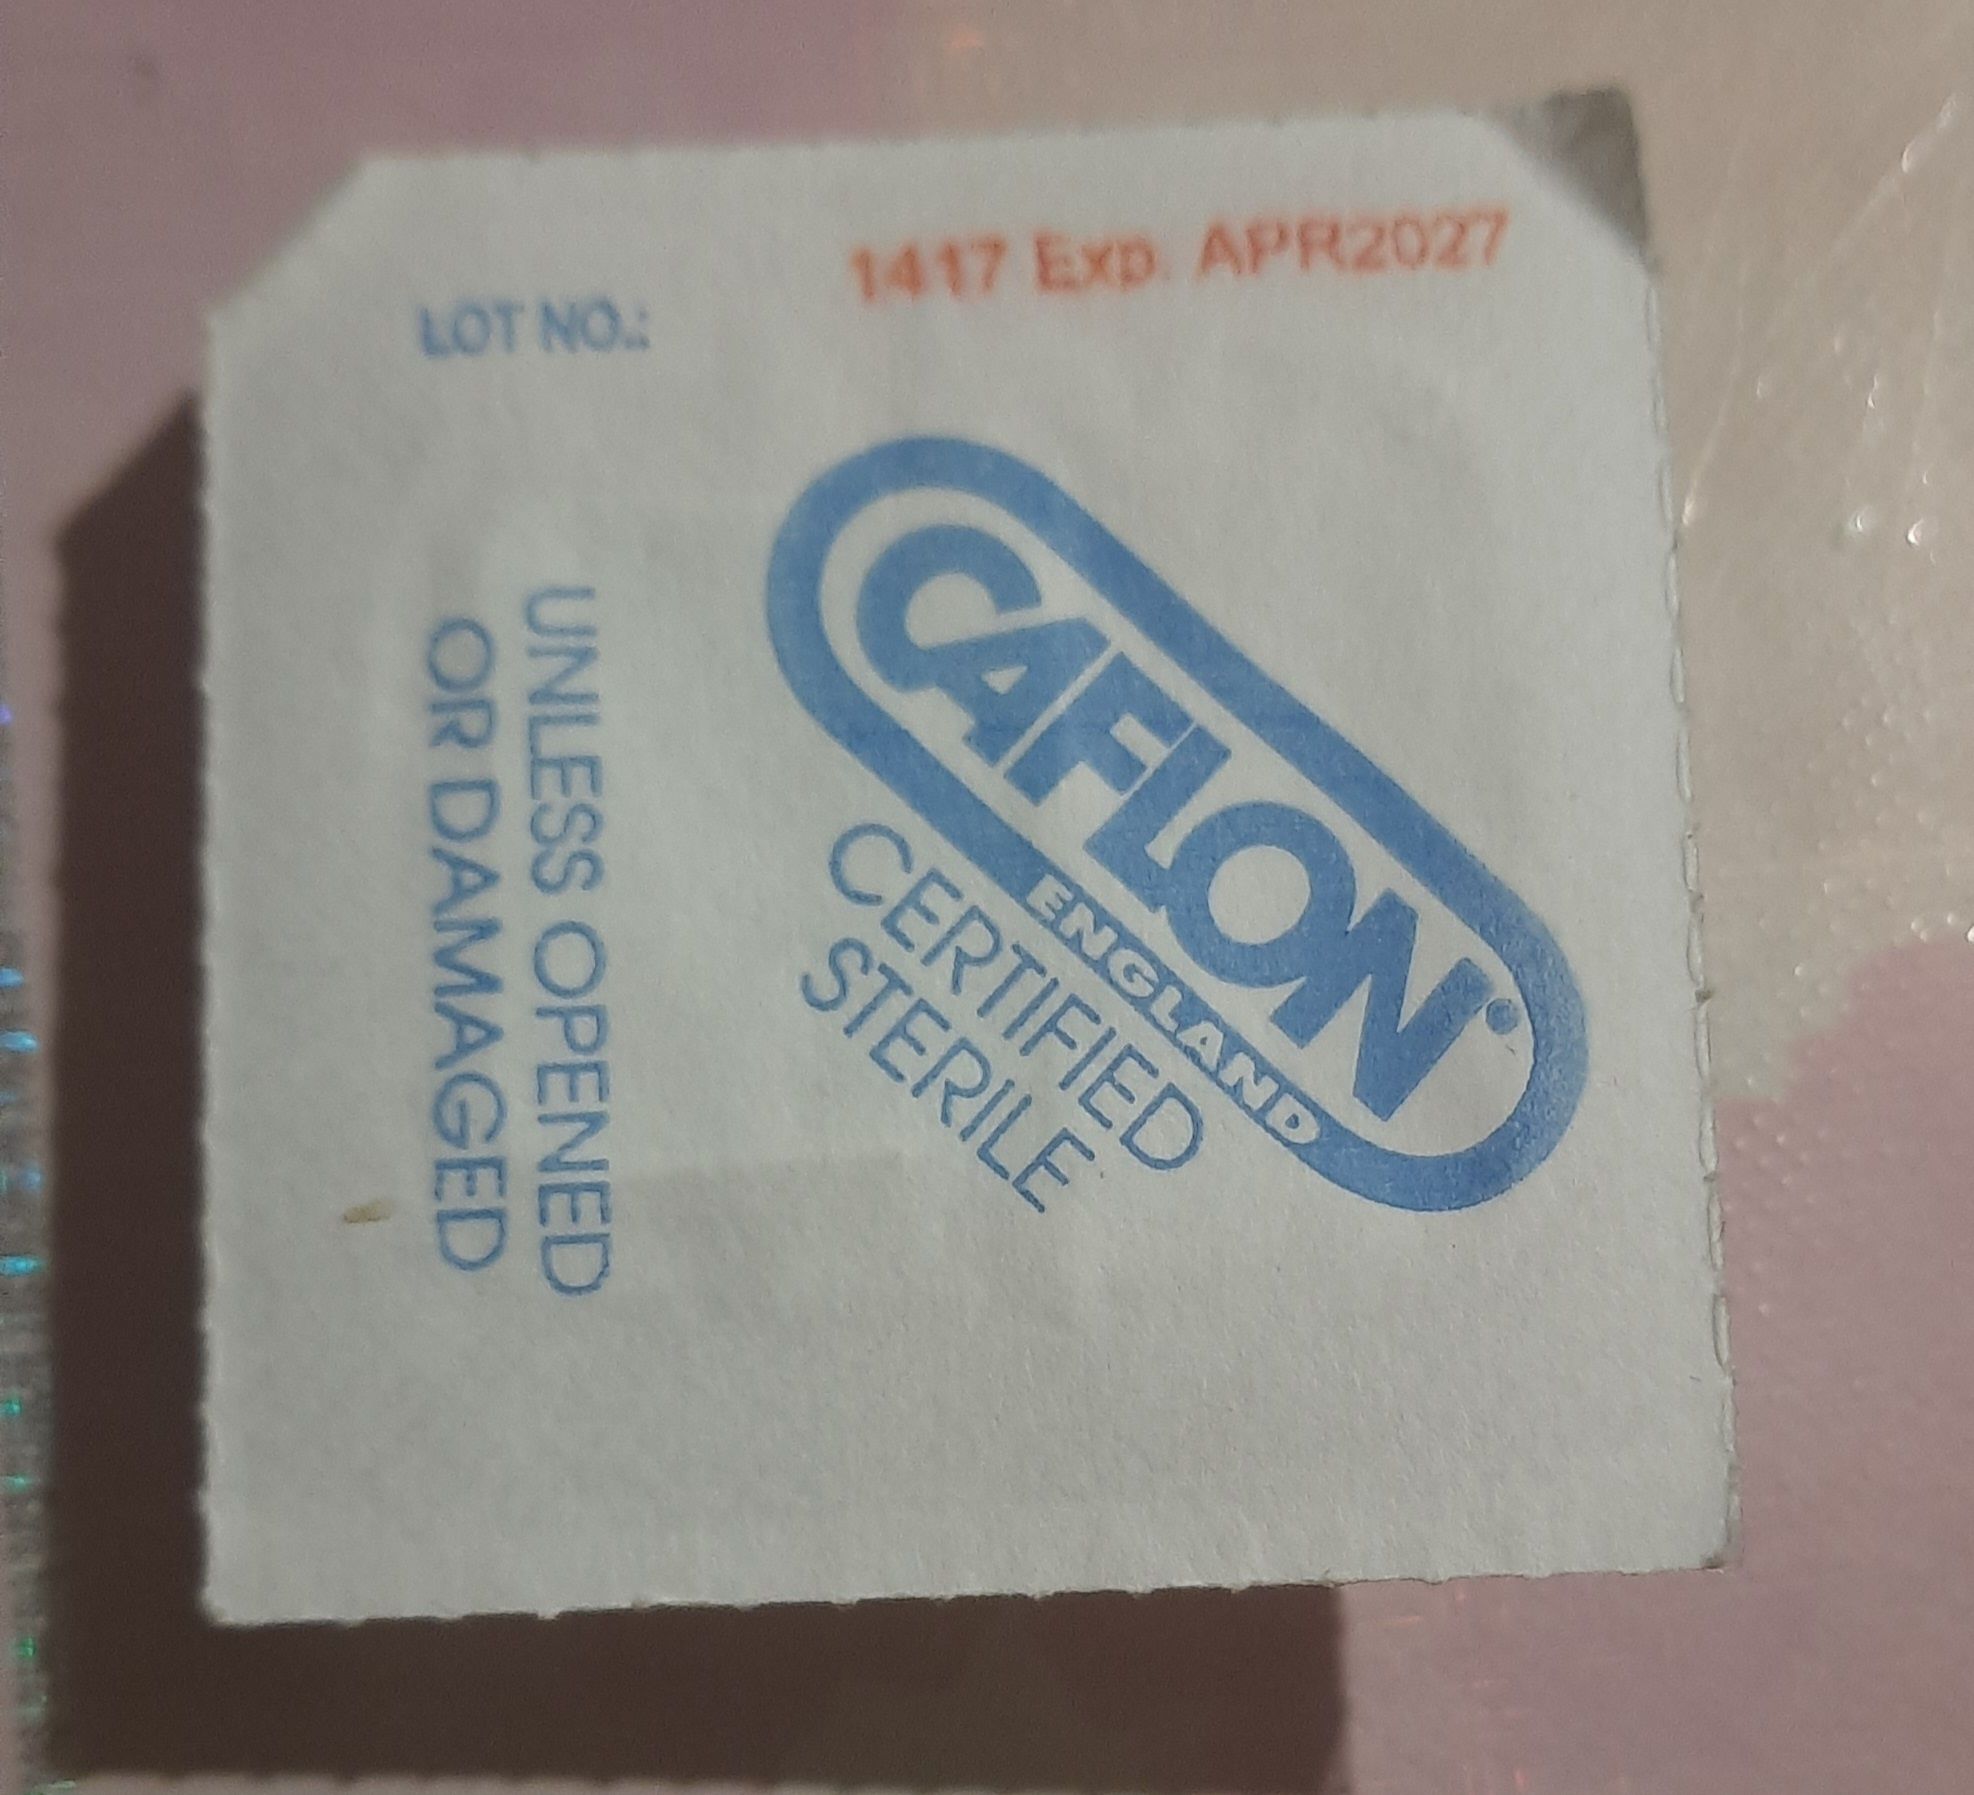 LOT NO.: 1417 Exp. APR2027
CAFLON®
ENGLAND
CERTIFIED
STERILE
UNLESS OPENED
OR DAMAGED